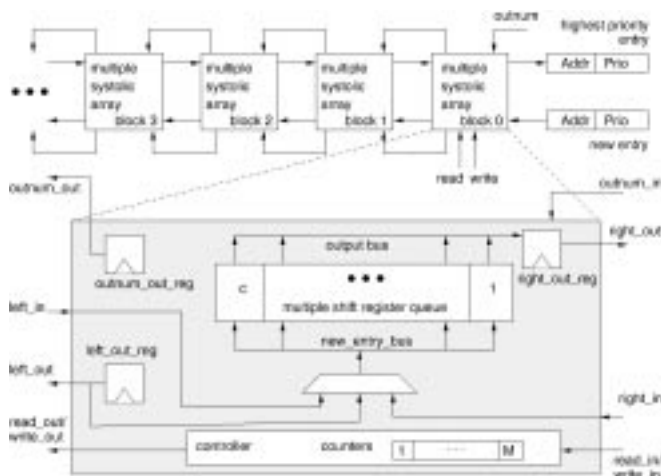 outnum
highest priority
entry
multiple
systolic
array
block 3
multiple
systolic
array
block 2
multiple
systolic
array
block 1
multiple
systolic
array
block 0
Addr Prio
Addr Prio
new entry
read write
outnum_out
outnum_in
right_out
output bus
outnum_out_reg
right_out_reg
c
1
multiple shift register queue
left_in
new_entry_bus
left_out_reg
left_out
right_in
read_out/
write_out
controller
counters
1
M
read_in/
write_in